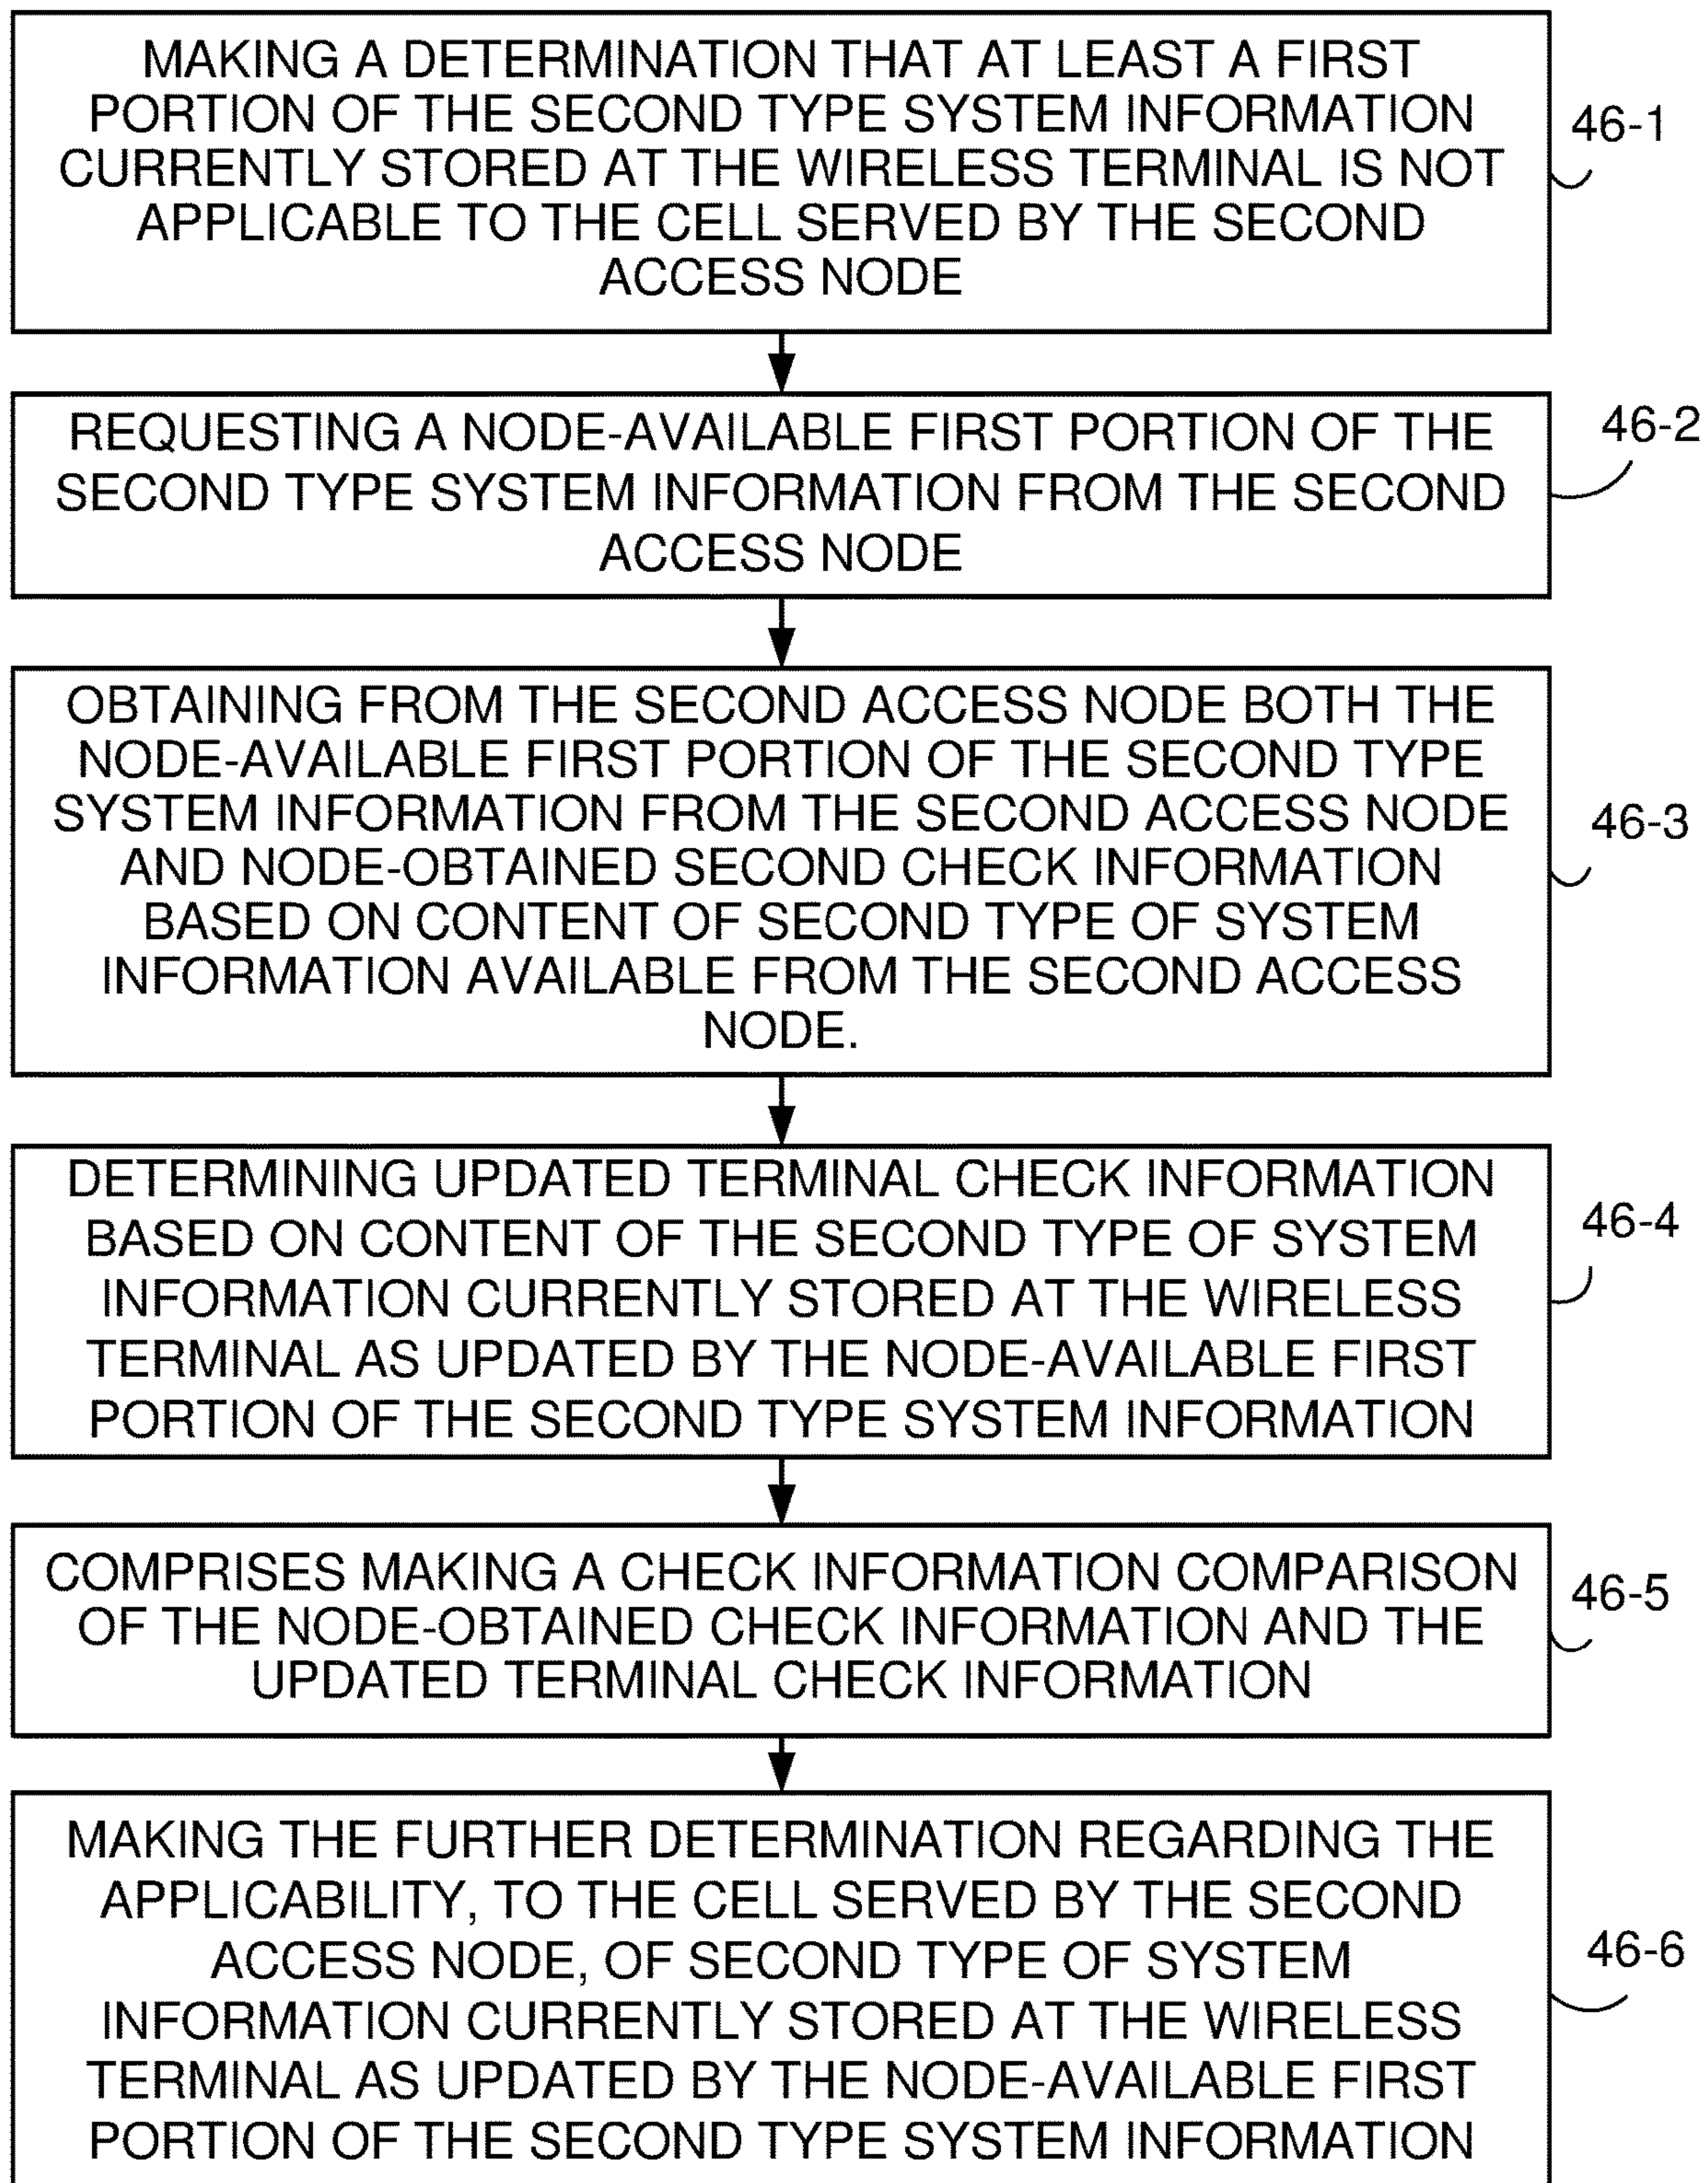 MAKING A DETERMINATION THAT AT LEAST A FIRST
PORTION OF THE SECOND TYPE SYSTEM INFORMATION
CURRENTLY STORED AT THE WIRELESS TERMINAL IS NOT
APPLICABLE TO THE CELL SERVED BY THE SECOND
ACCESS NODE
46-1
REQUESTING A NODE-AVAILABLE FIRST PORTION OF THE
SECOND TYPE SYSTEM INFORMATION FROM THE SECOND
ACCESS NODE
46-2
OBTAINING FROM THE SECOND ACCESS NODE BOTH THE
NODE-AVAILABLE FIRST PORTION OF THE SECOND TYPE
SYSTEM INFORMATION FROM THE SECOND ACCESS NODE
AND NODE-OBTAINED SECOND CHECK INFORMATION
BASED ON CONTENT OF SECOND TYPE OF SYSTEM
INFORMATION AVAILABLE FROM THE SECOND ACCESS
NODE.
46-3
DETERMINING UPDATED TERMINAL CHECK INFORMATION
BASED ON CONTENT OF THE SECOND TYPE OF SYSTEM
INFORMATION CURRENTLY STORED AT THE WIRELESS
TERMINAL AS UPDATED BY THE NODE-AVAILABLE FIRST
PORTION OF THE SECOND TYPE SYSTEM INFORMATION
46-4
COMPRISES MAKING A CHECK INFORMATION COMPARISON
OF THE NODE-OBTAINED CHECK INFORMATION AND THE
UPDATED TERMINAL CHECK INFORMATION
46-5
MAKING THE FURTHER DETERMINATION REGARDING THE
APPLICABILITY, TO THE CELL SERVED BY THE SECOND
ACCESS NODE, OF SECOND TYPE OF SYSTEM
INFORMATION CURRENTLY STORED AT THE WIRELESS
TERMINAL AS UPDATED BY THE NODE-AVAILABLE FIRST
PORTION OF THE SECOND TYPE SYSTEM INFORMATION
46-6